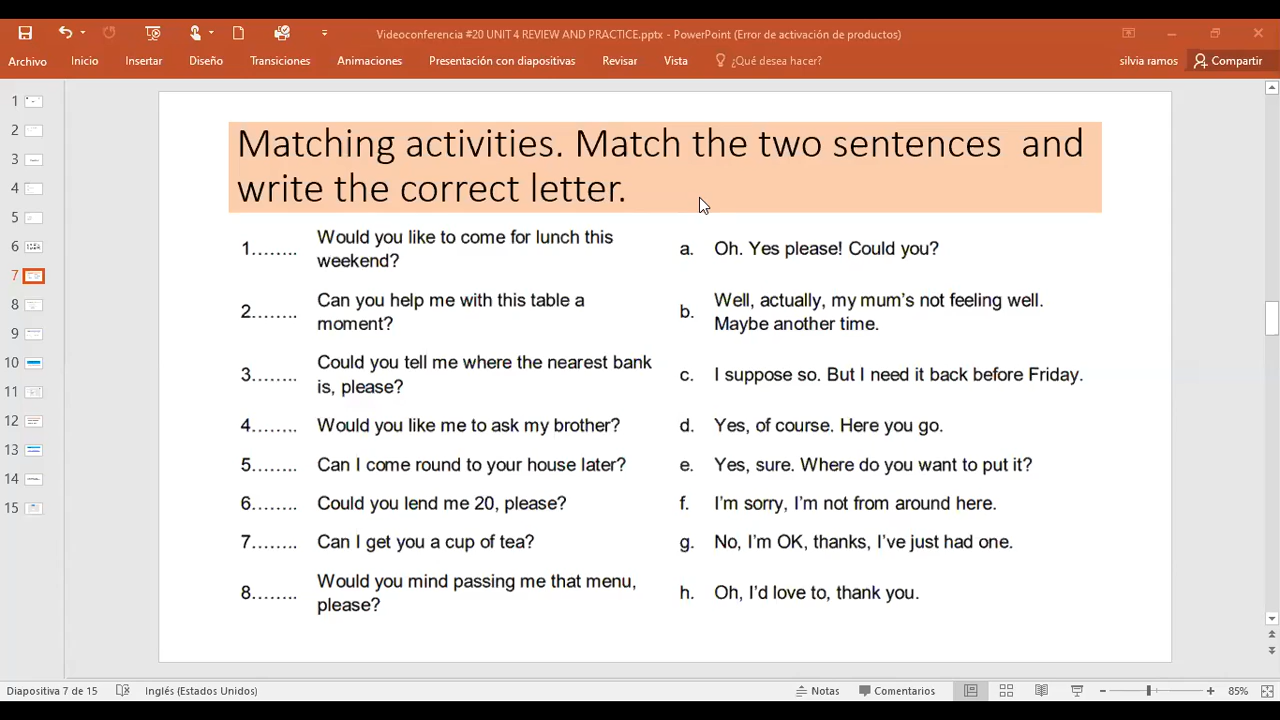 Videoconferencia #20 UNIT 4 REVIEW AND PRACTICE.pptx - PowerPoint (Error de activación de productos)
Archivo Inicio Insertar Diseño Transiciones Animaciones Presentación con diapositivas Revisar Vista ¿Qué desea hacer? silvia ramos Compartir
1
2
3
4
5
6
7
8
9
10
11
12
13
14
15
Matching activities. Match the two sentences and
write the correct letter.
1........ Would you like to come for lunch this
weekend?
a. Oh. Yes please! Could you?
2........ Can you help me with this table a
moment?
b. Well, actually, my mum's not feeling well.
Maybe another time.
3........ Could you tell me where the nearest bank
is, please?
c. I suppose so. But I need it back before Friday.
4........ Would you like me to ask my brother?
d. Yes, of course. Here you go.
5........ Can I come round to your house later?
e. Yes, sure. Where do you want to put it?
6........ Could you lend me 20, please?
f. I'm sorry, I'm not from around here.
7........ Can I get you a cup of tea?
g. No, I'm OK, thanks, I've just had one.
8........ Would you mind passing me that menu,
please?
h. Oh, I'd love to, thank you.
Diapositiva 7 de 15 Inglés (Estados Unidos) Notas Comentarios 85%